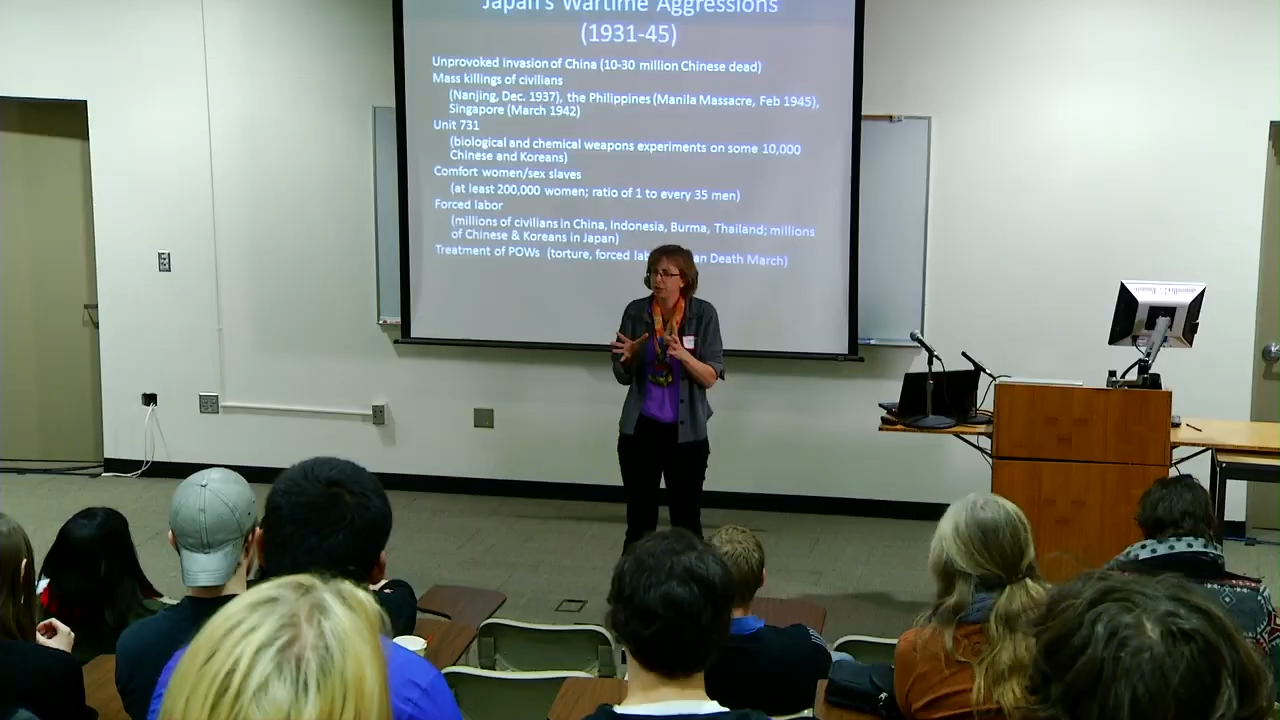 Japan's Wartime Aggressions
(1931-45)
Unprovoked invasion of China (10-30 million Chinese dead)
Mass killings of civilians
(Nanjing, Dec. 1937), the Philippines (Manila Massacre, Feb 1945),
Singapore (March 1942)
Unit 731
(biological and chemical weapons experiments on some 10,000
Chinese and Koreans)
Comfort women/sex slaves
(at least 200,000 women; ratio of 1 to every 35 men)
Forced labor
(millions of civilians in China, Indonesia, Burma, Thailand; millions
of Chinese & Koreans in Japan)
Treatment of POWs (torture, forced lab an Death March)